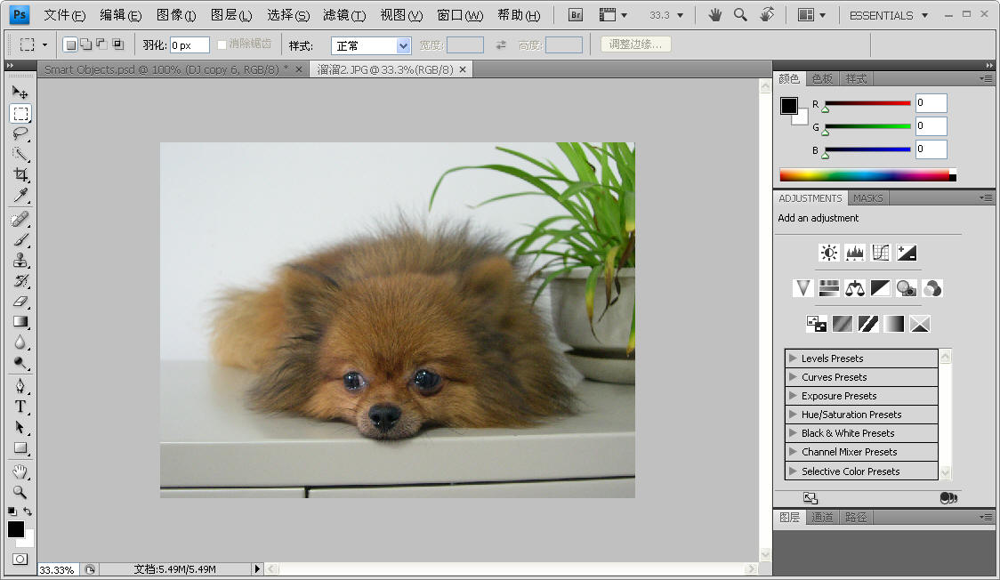 Ps 文件(F) 编辑(E) 图像(I) 图层(L) 选择(S) 滤镜(T) 视图(V) 窗口(W) 帮助(H) Br 33.3 ESSENTIALS
羽化: 0 px 消除锯齿 样式: 正常 宽度: 高度: 调整边缘...
Smart Objects.psd @ 100% (DJ copy 6, RGB/8) * × 溜溜2.JPG @ 33.3%(RGB/8) ×
颜色 色板 样式
R 0
G 0
B 0
ADJUSTMENTS MASKS
Add an adjustment
Levels Presets
Curves Presets
Exposure Presets
Hue/Saturation Presets
Black & White Presets
Channel Mixer Presets
Selective Color Presets
图层 通道 路径
T
33.33% 文档:5.49M/5.49M